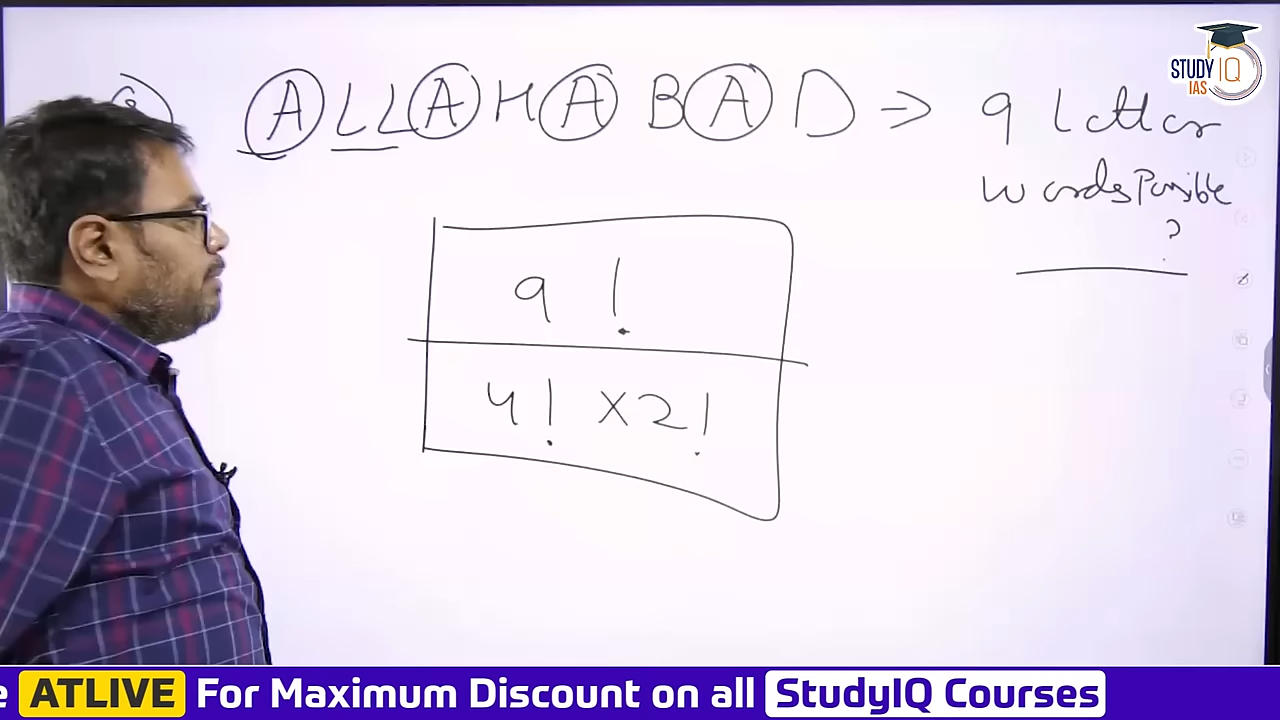 STUDY IQ
IAS
ALLAHABAD => 9 Letter
words Possible
?
9!
4! x 2!
ATLIVE For Maximum Discount on all StudyIQ Courses